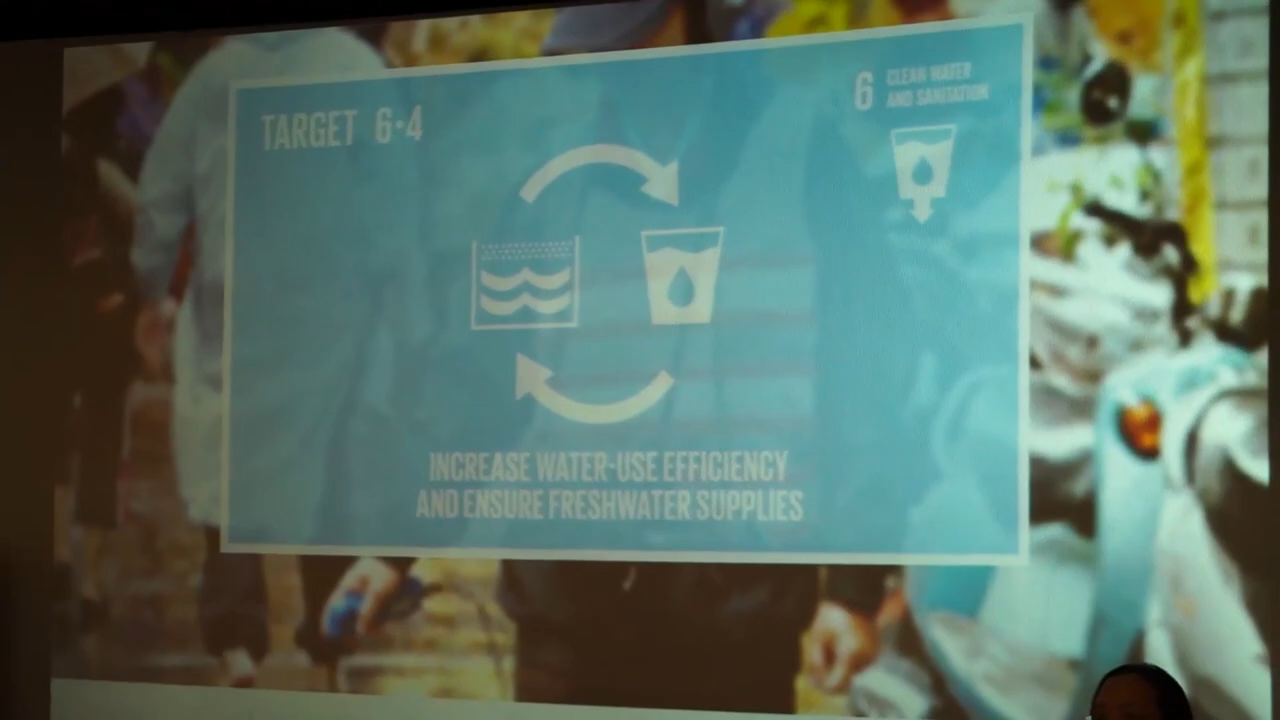 TARGET 6·4
6 CLEAN WATER
AND SANITATION
INCREASE WATER-USE EFFICIENCY
AND ENSURE FRESHWATER SUPPLIES